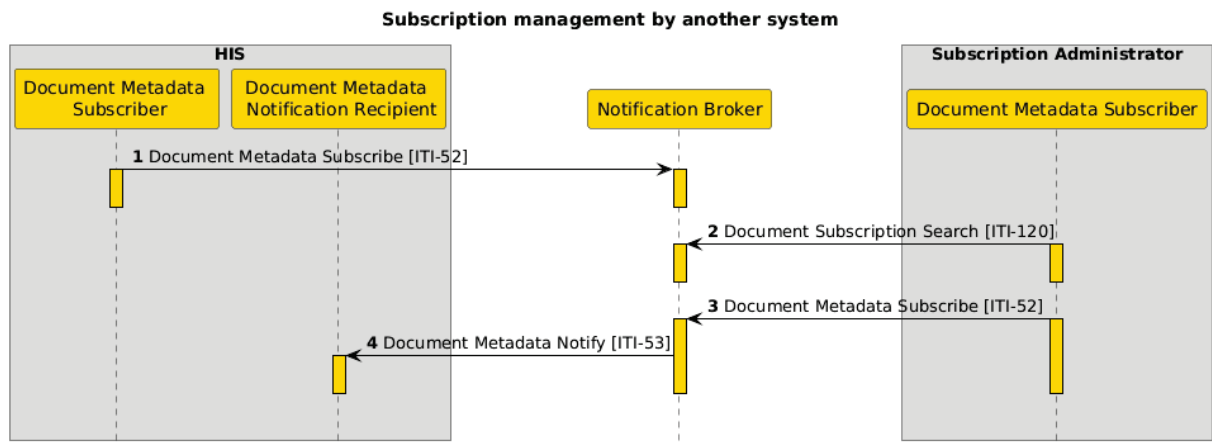 Subscription management by another system
HIS
Subscription Administrator
Document Metadata
Subscriber
Document Metadata
Notification Recipient
Notification Broker
Document Metadata Subscriber
1 Document Metadata Subscribe [ITI-52]
2 Document Subscription Search [ITI-120]
3 Document Metadata Subscribe [ITI-52]
4 Document Metadata Notify [ITI-53]